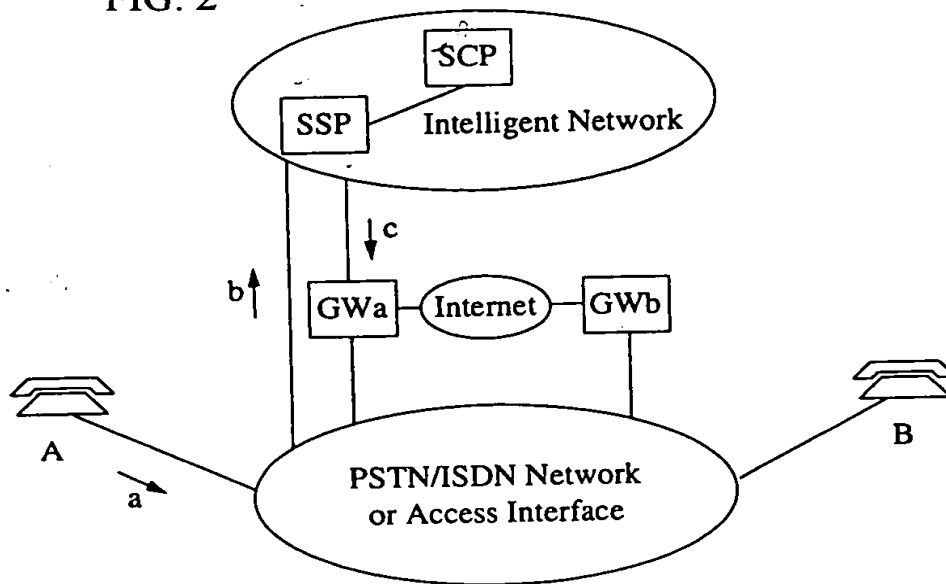 FIG. 2
SCP
SSP
Intelligent Network
c
b
GWa
Internet
GWb
A
B
a
PSTN/ISDN Network
or Access Interface